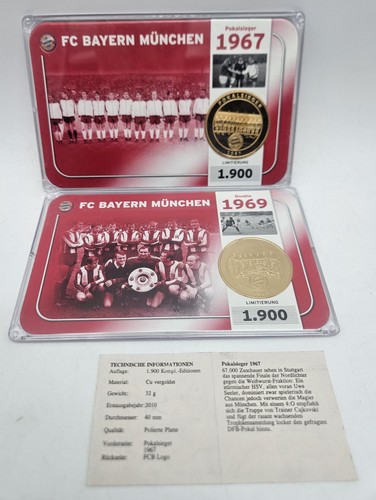 FC BAYERN MÜNCHEN
Pokalsieger
1967
POKALSIEGER
1967
LIMITIERUNG
1.900
FC BAYERN MÜNCHEN
1969
LIMITIERUNG
1.900
TECHNISCHE INFORMATIONEN
Auflage: 1.900 Kompl.-Editionen
Material: Cu vergoldet
Gewicht: 32 g
Erstausgabejahr: 2010
Durchmesser: 40 mm
Qualität: Polierte Platte
Vorderseite: Pokalsieger
1967
Rückseite: FCB Logo
Pokalsieger 1967
67.000 Zuschauer sehen in Stuttgart
das spannende Finale der Nordlichter
gegen die Weißwurst-Fraktion: Ein
stürmischer HSV, allen voran Uwe
Seeler, dominiert zwar spielerisch die
Chancen jedoch verwerten die Magier
aus München. Mit einem 4:0 empfiehlt
sich die Truppe von Trainer Cajkovski
und fügt der rasant wachsenden
Trophäensammlung locker den gefragten
DFB-Pokal hinzu.